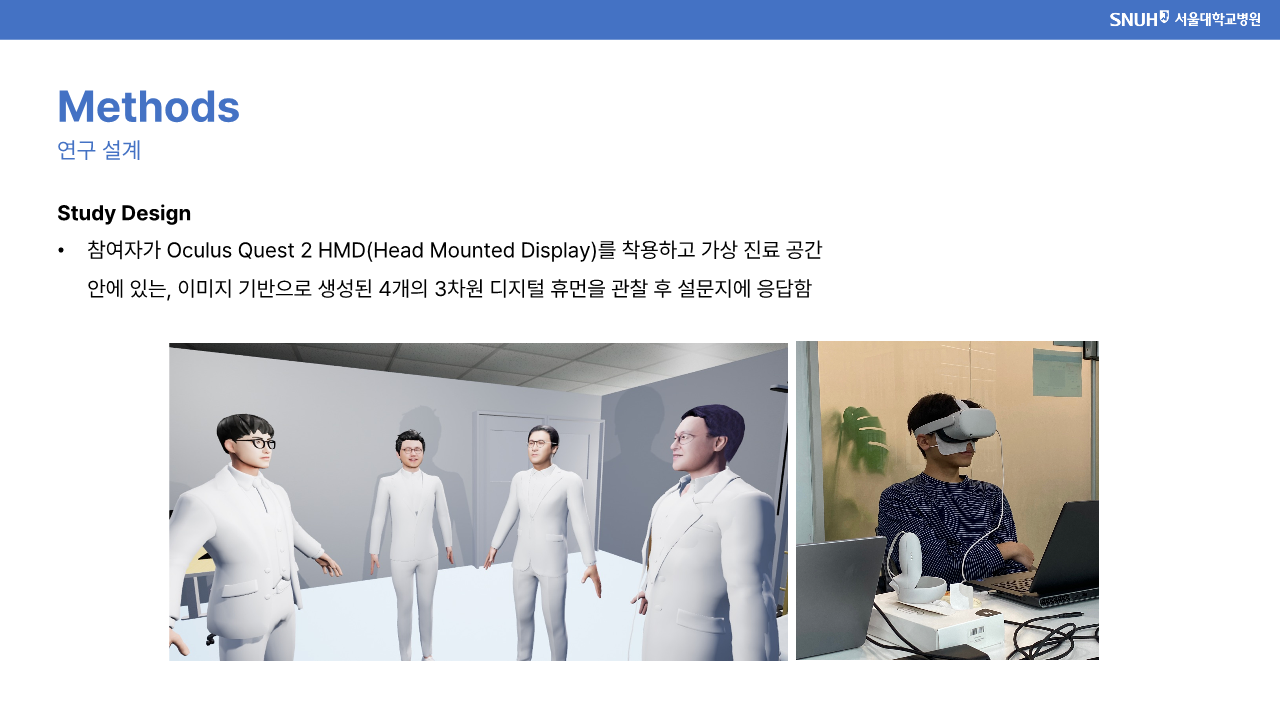 SNUH 서울대학교병원
Methods
연구 설계
Study Design
• 참여자가 Oculus Quest 2 HMD(Head Mounted Display)를 착용하고 가상 진료 공간
안에 있는, 이미지 기반으로 생성된 4개의 3차원 디지털 휴먼을 관찰 후 설문지에 응답함